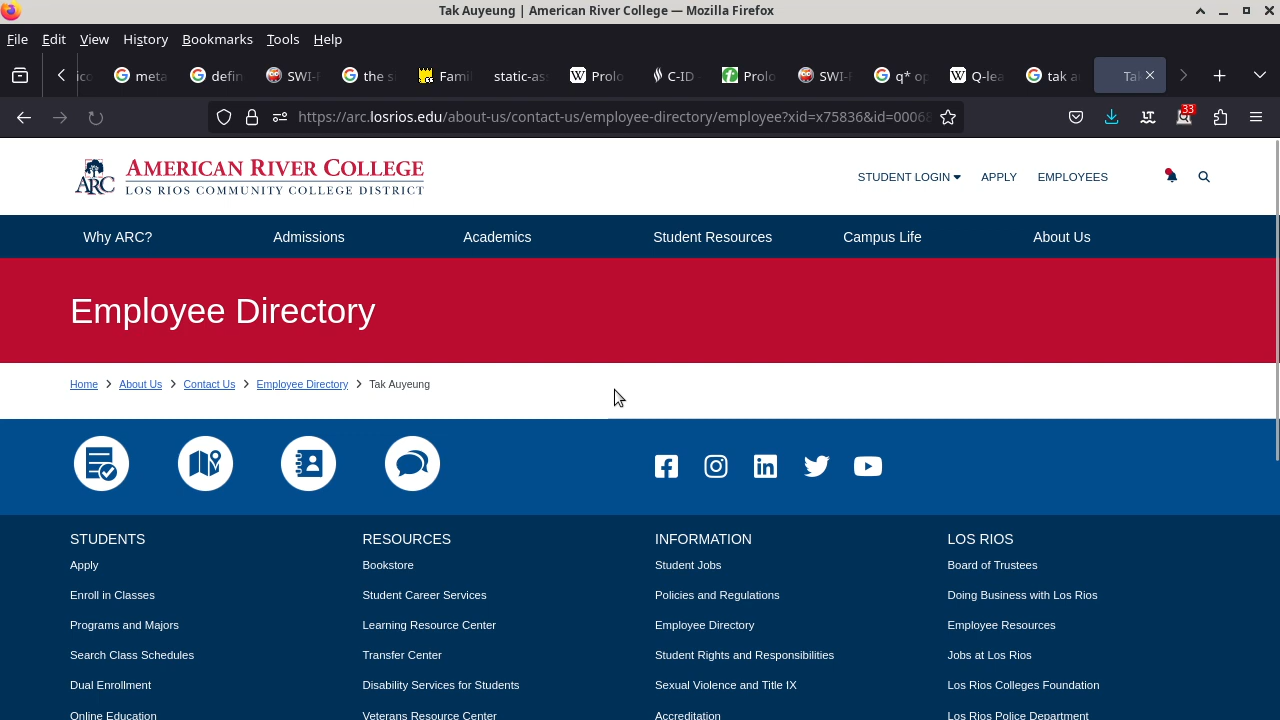 Tak Auyeung | American River College — Mozilla Firefox
File Edit View History Bookmarks Tools Help
meta defin SWI-P the s Fami static-ass Prolo C-ID - Prolo SWI-P q* op Q-lea tak a Tak
https://arc.losrios.edu/about-us/contact-us/employee-directory/employee?xid=x75836&id=00068
33
AMERICAN RIVER COLLEGE
ARC LOS RIOS COMMUNITY COLLEGE DISTRICT
STUDENT LOGIN APPLY EMPLOYEES
Why ARC? Admissions Academics Student Resources Campus Life About Us
Employee Directory
Home > About Us > Contact Us > Employee Directory > Tak Auyeung
STUDENTS RESOURCES INFORMATION LOS RIOS
Apply Bookstore Student Jobs Board of Trustees
Enroll in Classes Student Career Services Policies and Regulations Doing Business with Los Rios
Programs and Majors Learning Resource Center Employee Directory Employee Resources
Search Class Schedules Transfer Center Student Rights and Responsibilities Jobs at Los Rios
Dual Enrollment Disability Services for Students Sexual Violence and Title IX Los Rios Colleges Foundation
Online Education Veterans Resource Center Accreditation Los Rios Police Department